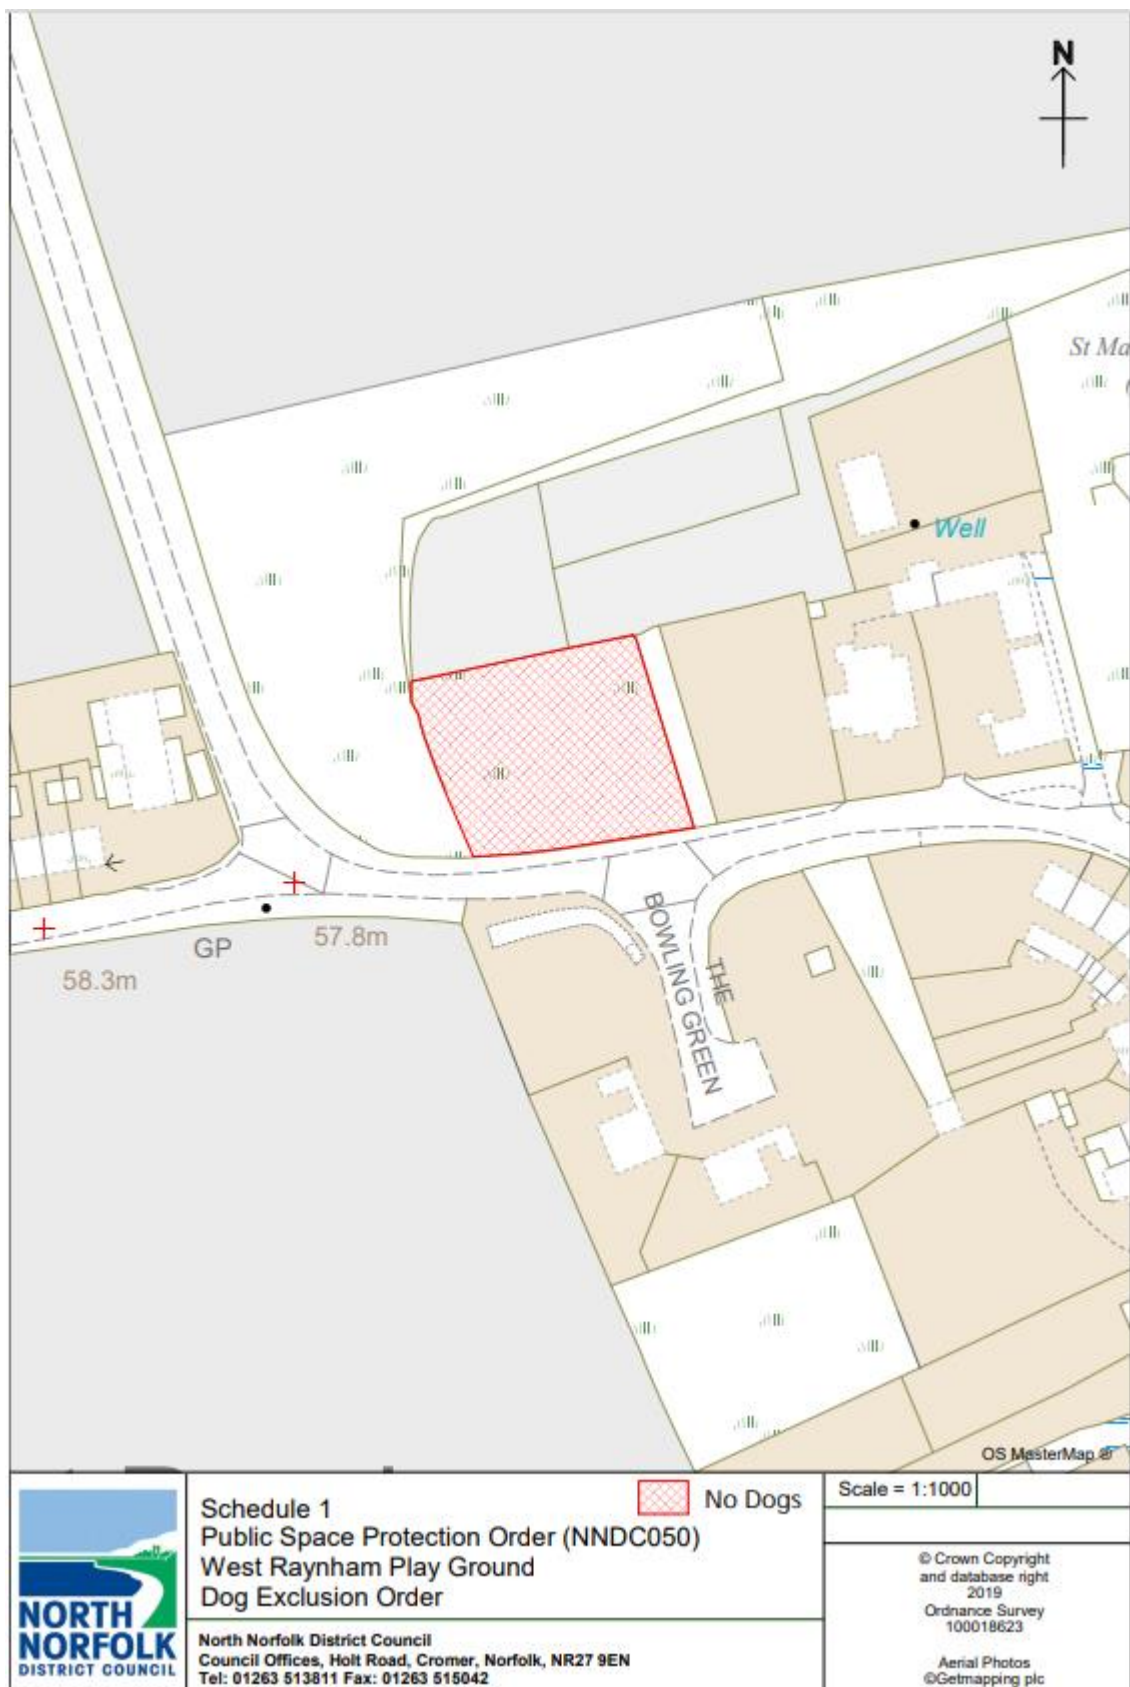 N
St Ma
Well
GP
57.8m
58.3m
THE
BOWLING GREEN
OS MasterMap ®
NORTH
NORFOLK
DISTRICT COUNCIL
Schedule 1
Public Space Protection Order (NNDC050)
West Raynham Play Ground
Dog Exclusion Order
No Dogs
North Norfolk District Council
Council Offices, Holt Road, Cromer, Norfolk, NR27 9EN
Tel: 01263 513811 Fax: 01263 515042
Scale = 1:1000
© Crown Copyright
and database right
2019
Ordnance Survey
100018623
Aerial Photos
©Getmapping plc